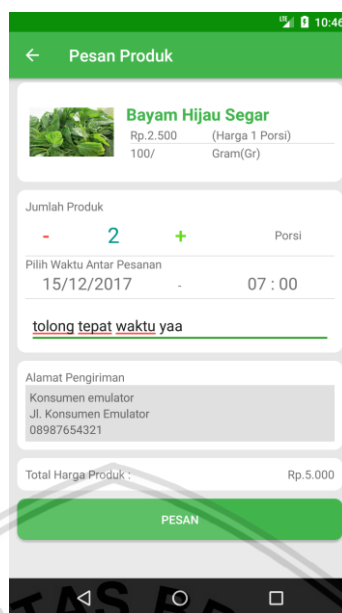 LTE 10:46
Pesan Produk
Bayam Hijau Segar
Rp.2.500 (Harga 1 Porsi)
100/ Gram(Gr)
Jumlah Produk
- 2 + Porsi
Pilih Waktu Antar Pesanan
15/12/2017 - 07 : 00
tolong tepat waktu yaa
Alamat Pengiriman
Konsumen emulator
Jl. Konsumen Emulator
08987654321
Total Harga Produk : Rp.5.000
PESAN